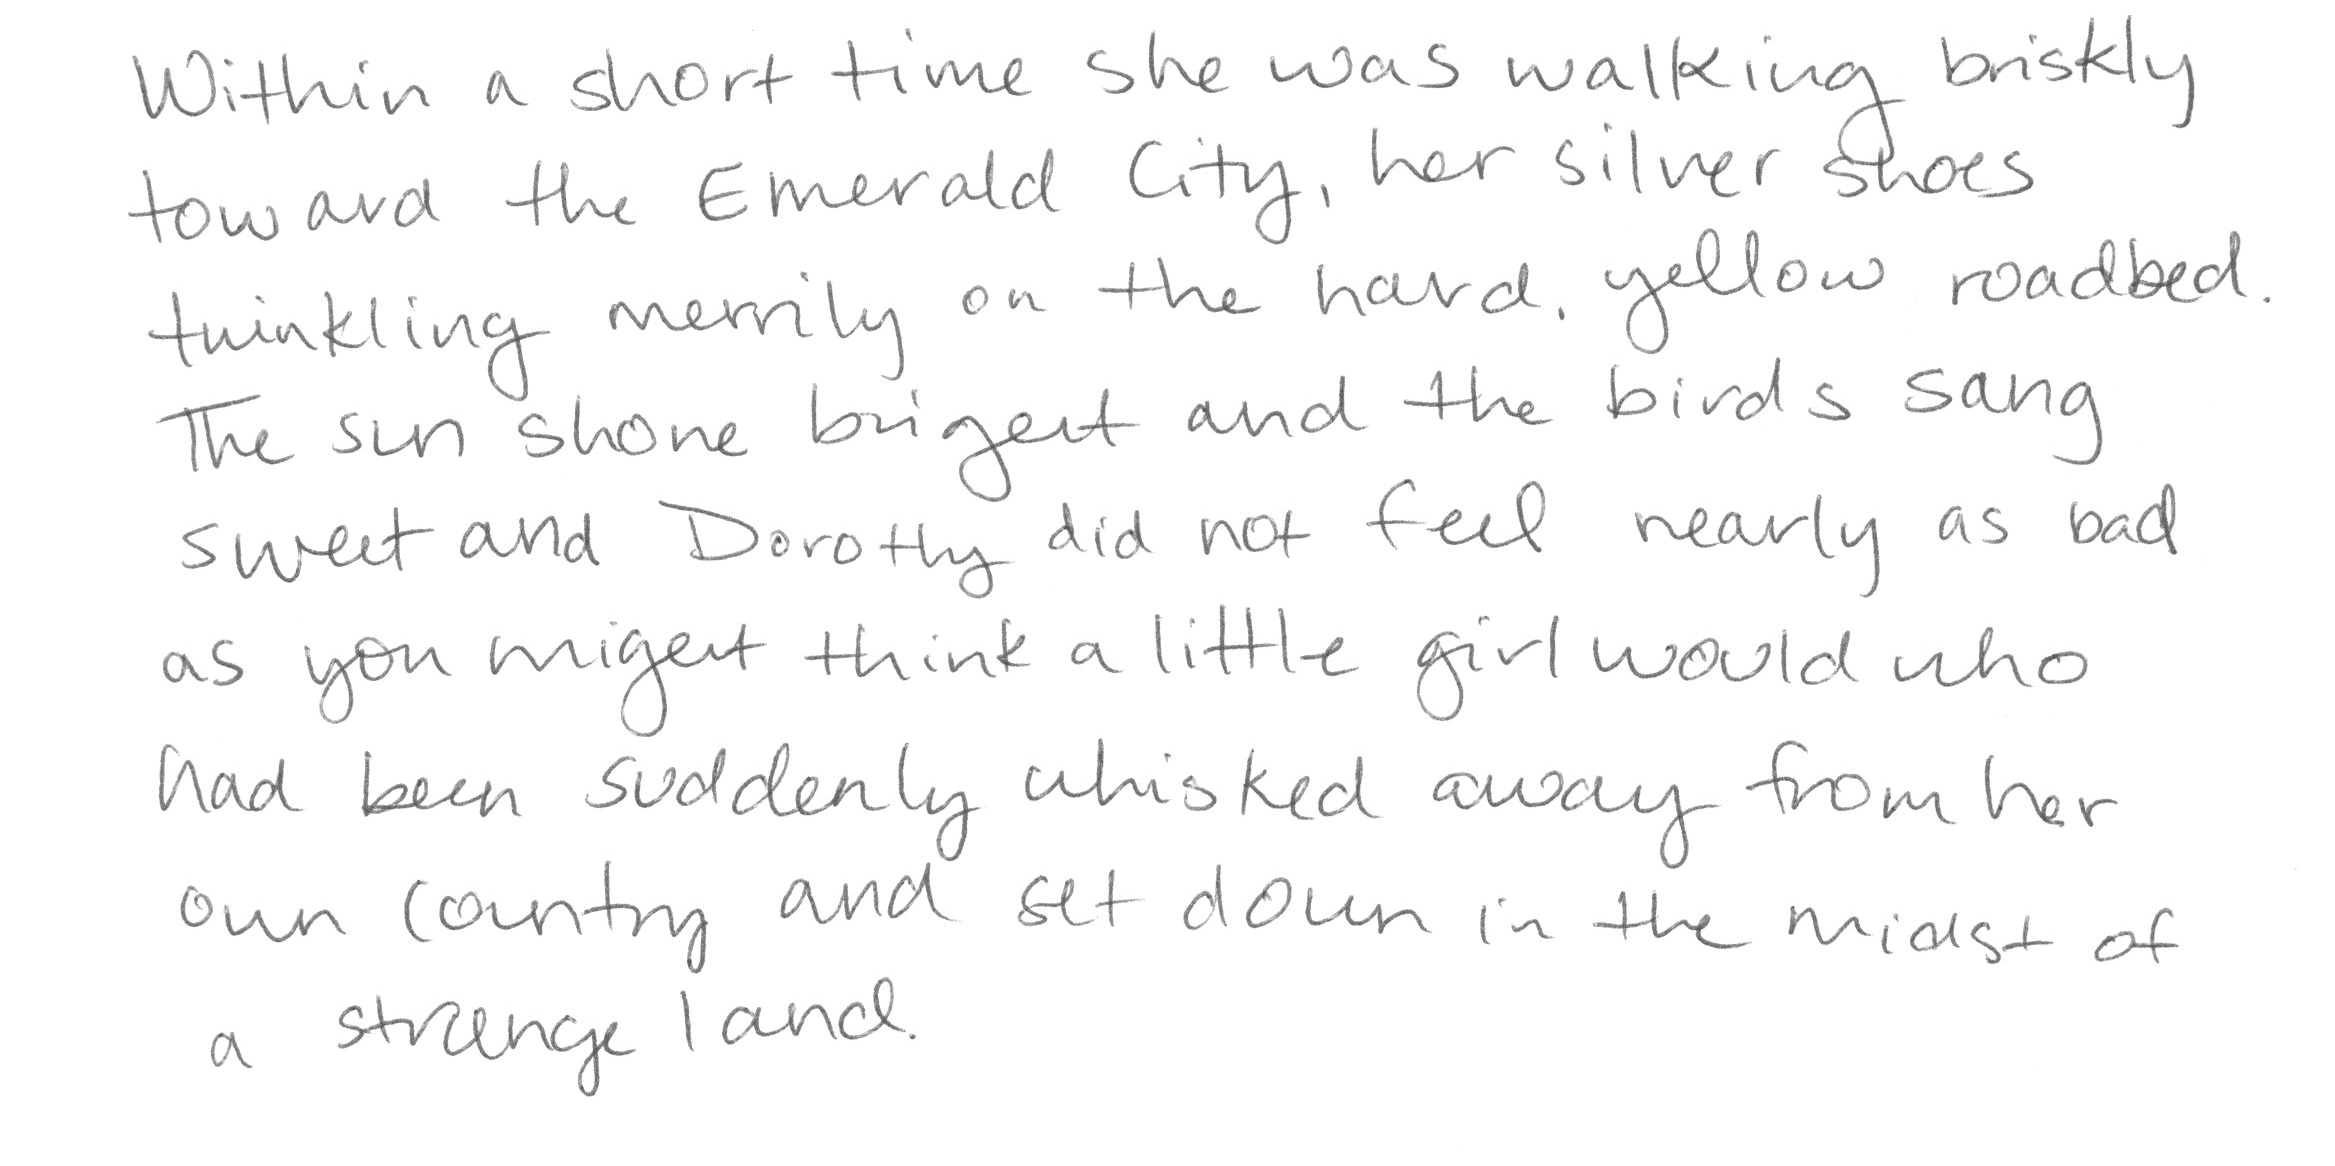 Within a short time she was walking briskly
toward the Emerald City, her silver shoes
twinkling merrily on the hard, yellow roadbed.
The sun shone bright and the birds sang
sweet and Dorothy did not feel nearly as bad
as you might think a little girl would who
had been suddenly whisked away from her
own country and set down in the midst of
a strange land.